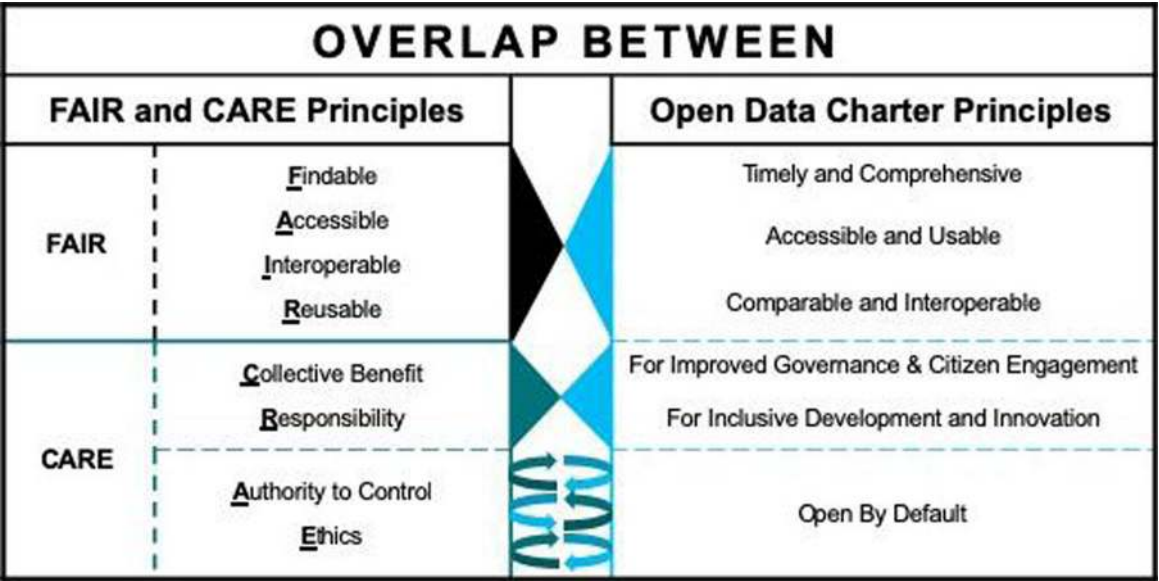 OVERLAP BETWEEN
FAIR and CARE Principles
Open Data Charter Principles
FAIR
Findable
Accessible
Interoperable
Reusable
Timely and Comprehensive
Accessible and Usable
Comparable and Interoperable
CARE
Collective Benefit
Responsibility
For Improved Governance & Citizen Engagement
For Inclusive Development and Innovation
Authority to Control
Ethics
Open By Default